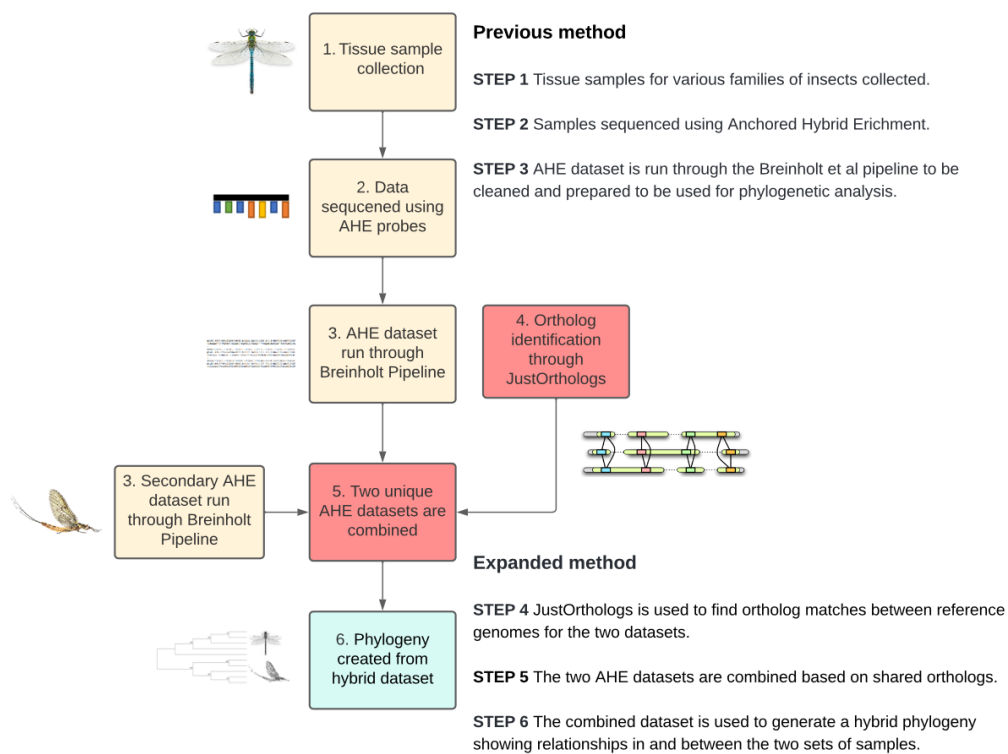 1. Tissue sample
collection
Previous method
STEP 1 Tissue samples for various families of insects collected.
STEP 2 Samples sequenced using Anchored Hybrid Erichment.
STEP 3 AHE dataset is run through the Breinholt et al pipeline to be
cleaned and prepared to be used for phylogenetic analysis.
2. Data
sequcened using
AHE probes
3. AHE dataset
run through
Breinholt Pipeline
4. Ortholog
identification
through
JustOrthologs
3. Secondary AHE
dataset run
through Breinholt
Pipeline
5. Two unique
AHE datasets are
combined
Expanded method
STEP 4 JustOrthologs is used to find ortholog matches between reference
genomes for the two datasets.
STEP 5 The two AHE datasets are combined based on shared orthologs.
STEP 6 The combined dataset is used to generate a hybrid phylogeny
showing relationships in and between the two sets of samples.
6. Phylogeny
created from
hybrid dataset